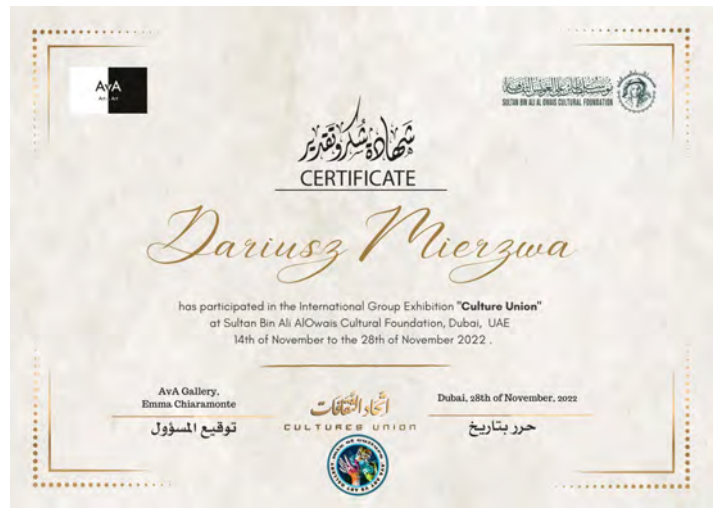 AvA
Art Art
SULTAN BIN ALI AL OWAIS CULTURAL FOUNDATION
شهادة شكر وتقدير
CERTIFICATE
Dariusz Mierzwa
has participated in the International Group Exhibition "Culture Union"
at Sultan Bin Ali AlOwais Cultural Foundation, Dubai, UAE
14th of November to the 28th of November 2022 .
AvA Gallery,
Emma Chiaramonte
توقيع المسؤول
اتحاد الثقافات
CULTURES UNION
Dubai, 28th of November, 2022
حرر بتاريخ